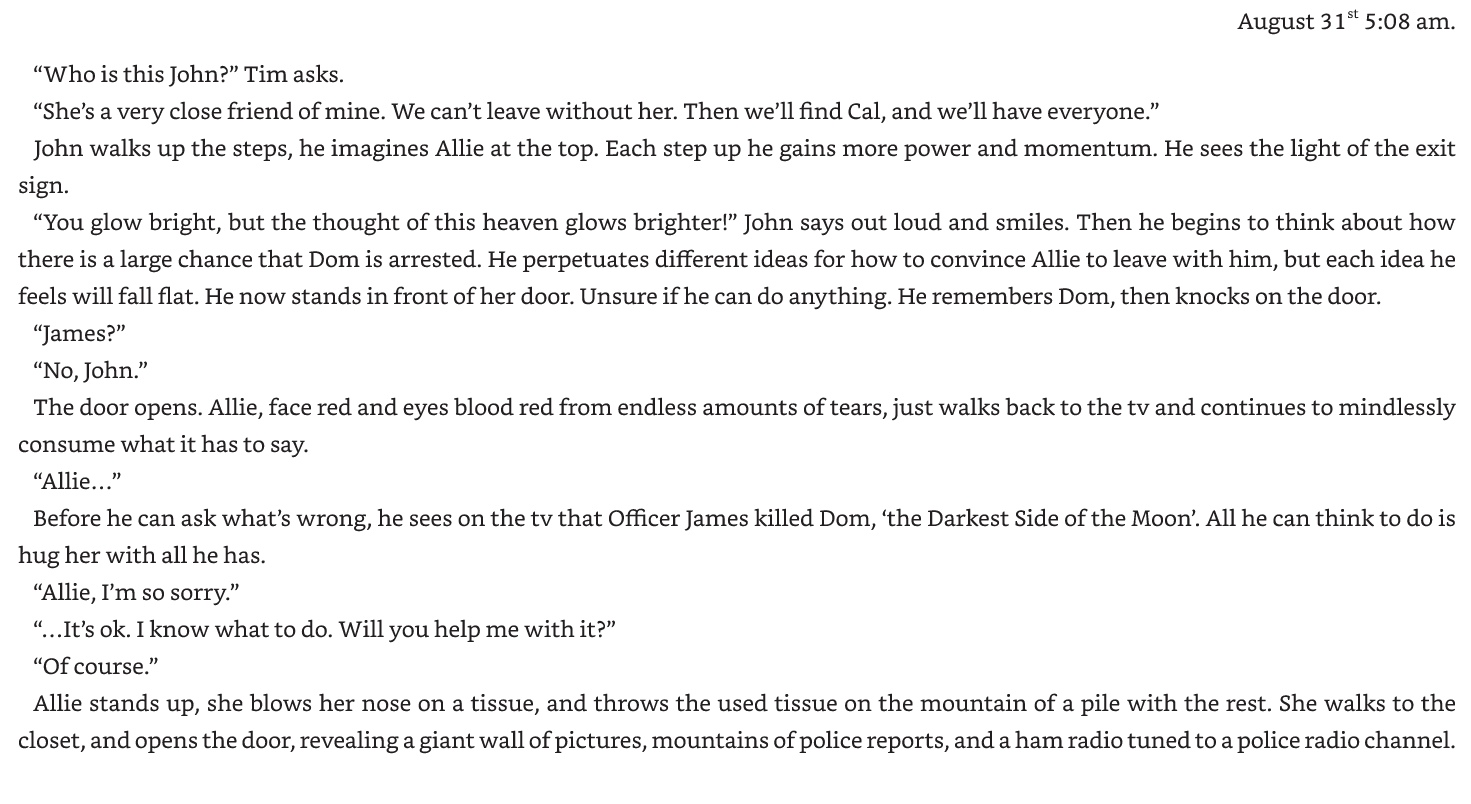 August 31st 5:08 am.
“Who is this John?” Tim asks.
“She’s a very close friend of mine. We can’t leave without her. Then we’ll find Cal, and we’ll have everyone.”
John walks up the steps, he imagines Allie at the top. Each step up he gains more power and momentum. He sees the light of the exit
sign.
“You glow bright, but the thought of this heaven glows brighter!” John says out loud and smiles. Then he begins to think about how
there is a large chance that Dom is arrested. He perpetuates different ideas for how to convince Allie to leave with him, but each idea he
feels will fall flat. He now stands in front of her door. Unsure if he can do anything. He remembers Dom, then knocks on the door.
“James?”
“No, John.”
The door opens. Allie, face red and eyes blood red from endless amounts of tears, just walks back to the tv and continues to mindlessly
consume what it has to say.
“Allie…”
Before he can ask what’s wrong, he sees on the tv that Officer James killed Dom, ‘the Darkest Side of the Moon’. All he can think to do is
hug her with all he has.
“Allie, I’m so sorry.”
“…It’s ok. I know what to do. Will you help me with it?”
“Of course.”
Allie stands up, she blows her nose on a tissue, and throws the used tissue on the mountain of a pile with the rest. She walks to the
closet, and opens the door, revealing a giant wall of pictures, mountains of police reports, and a ham radio tuned to a police radio channel.